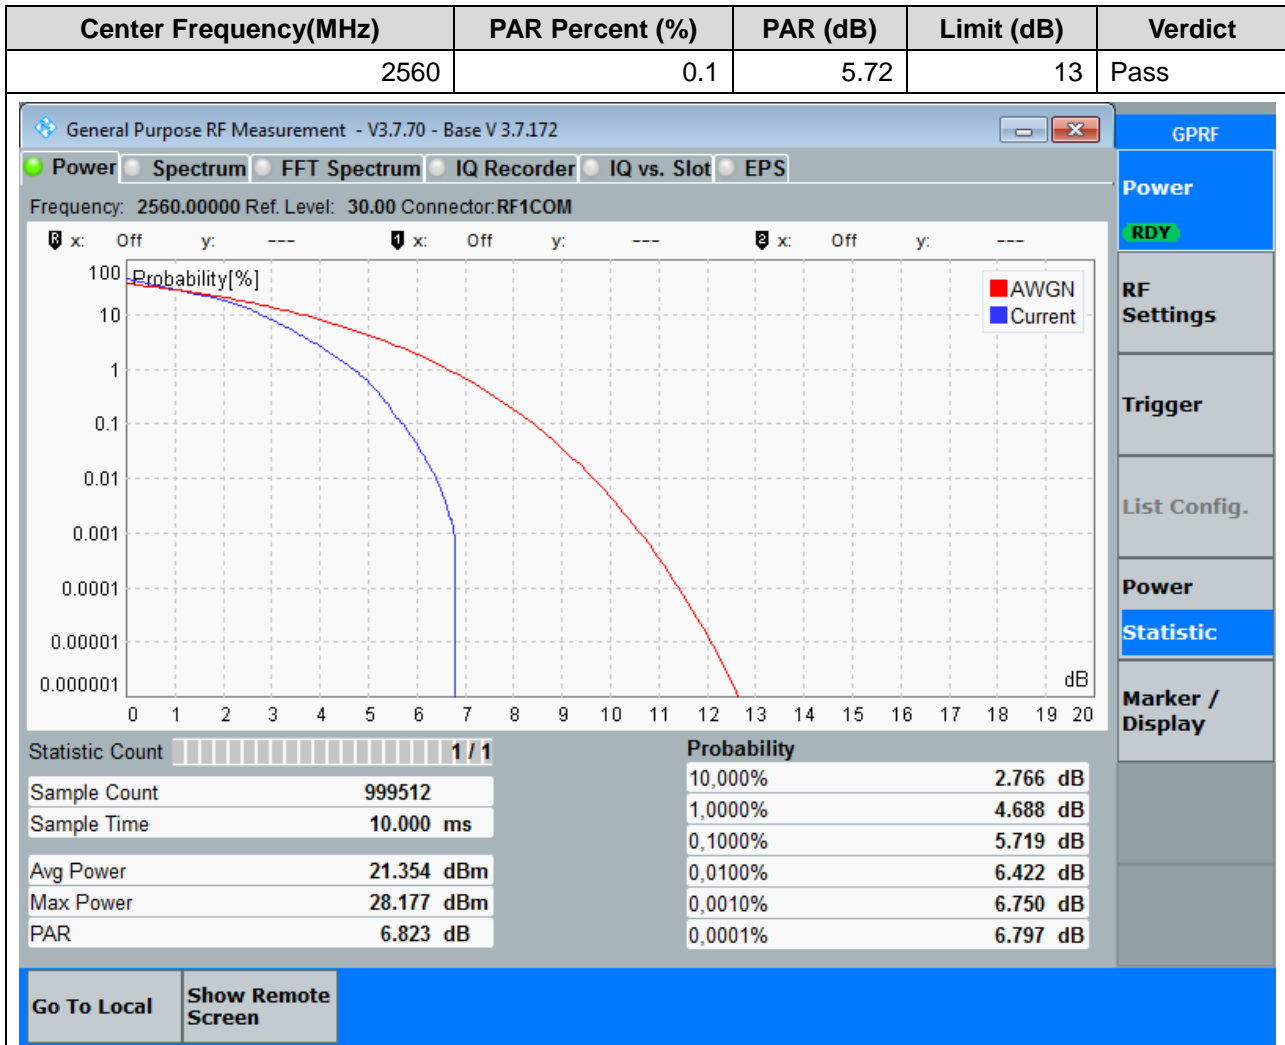 Center Frequency(MHz) PAR Percent (%) PAR (dB) Limit (dB) Verdict
2560 0.1 5.72 13 Pass
General Purpose RF Measurement - V3.7.70 - Base V 3.7.172
GPRF
Power Spectrum FFT Spectrum IQ Recorder IQ vs. Slot EPS
Frequency: 2560.00000 Ref. Level: 30.00 Connector: RF1COM
R x: Off y: --- 1 x: Off y: --- 2 x: Off y: ---
Power
RDY
RF
Settings
Trigger
List Config.
Power
Statistic
Marker /
Display
Probability[%]
AWGN
Current
100
10
1
0.1
0.01
0.001
0.0001
0.00001
0.000001
dB
0 1 2 3 4 5 6 7 8 9 10 11 12 13 14 15 16 17 18 19 20
Statistic Count 1 / 1
Sample Count 999512
Sample Time 10.000 ms
Avg Power 21.354 dBm
Max Power 28.177 dBm
PAR 6.823 dB
Probability
10,000% 2.766 dB
1,0000% 4.688 dB
0,1000% 5.719 dB
0,0100% 6.422 dB
0,0010% 6.750 dB
0,0001% 6.797 dB
Go To Local
Show Remote
Screen